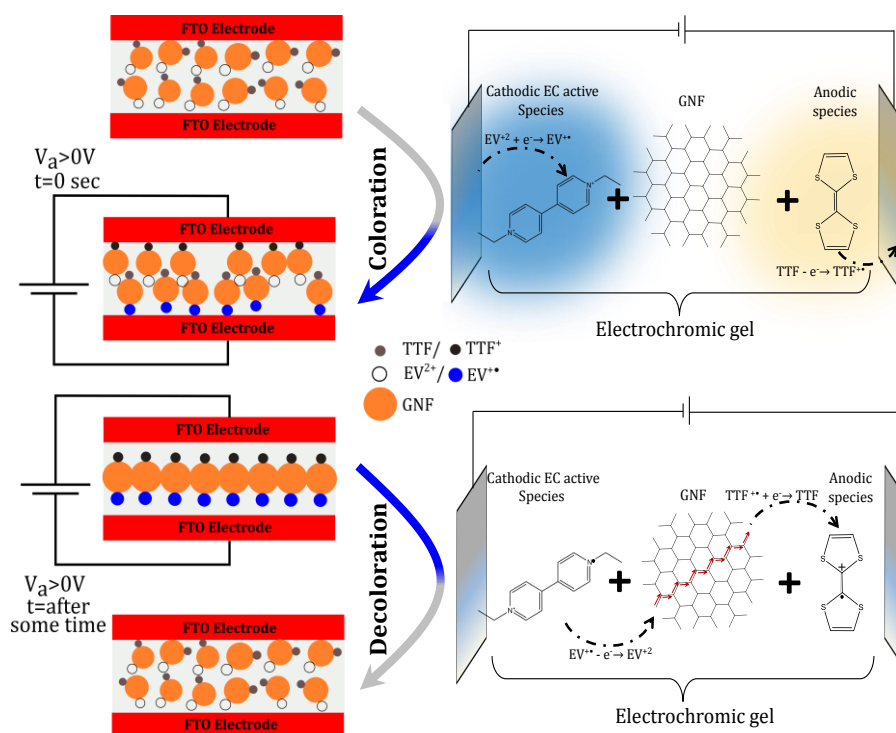 FTO Electrode
FTO Electrode
Va>0V
t=0 sec
FTO Electrode
FTO Electrode
Coloration
Cathodic EC active
Species
GNF
Anodic
species
EV+2 + e-→ EV+•
N+
N+
S
S
S
S
TTF - e-→ TTF+•
Electrochromic gel
TTF/ TTF+
EV2+/ EV+•
GNF
FTO Electrode
FTO Electrode
Va>0V
t=after
some time
Decoloration
FTO Electrode
FTO Electrode
Cathodic EC active
Species
GNF
TTF+• + e-→ TTF
Anodic
species
N•
N+
S
S
+
•
S
S
EV+• - e-→ EV+2
Electrochromic gel